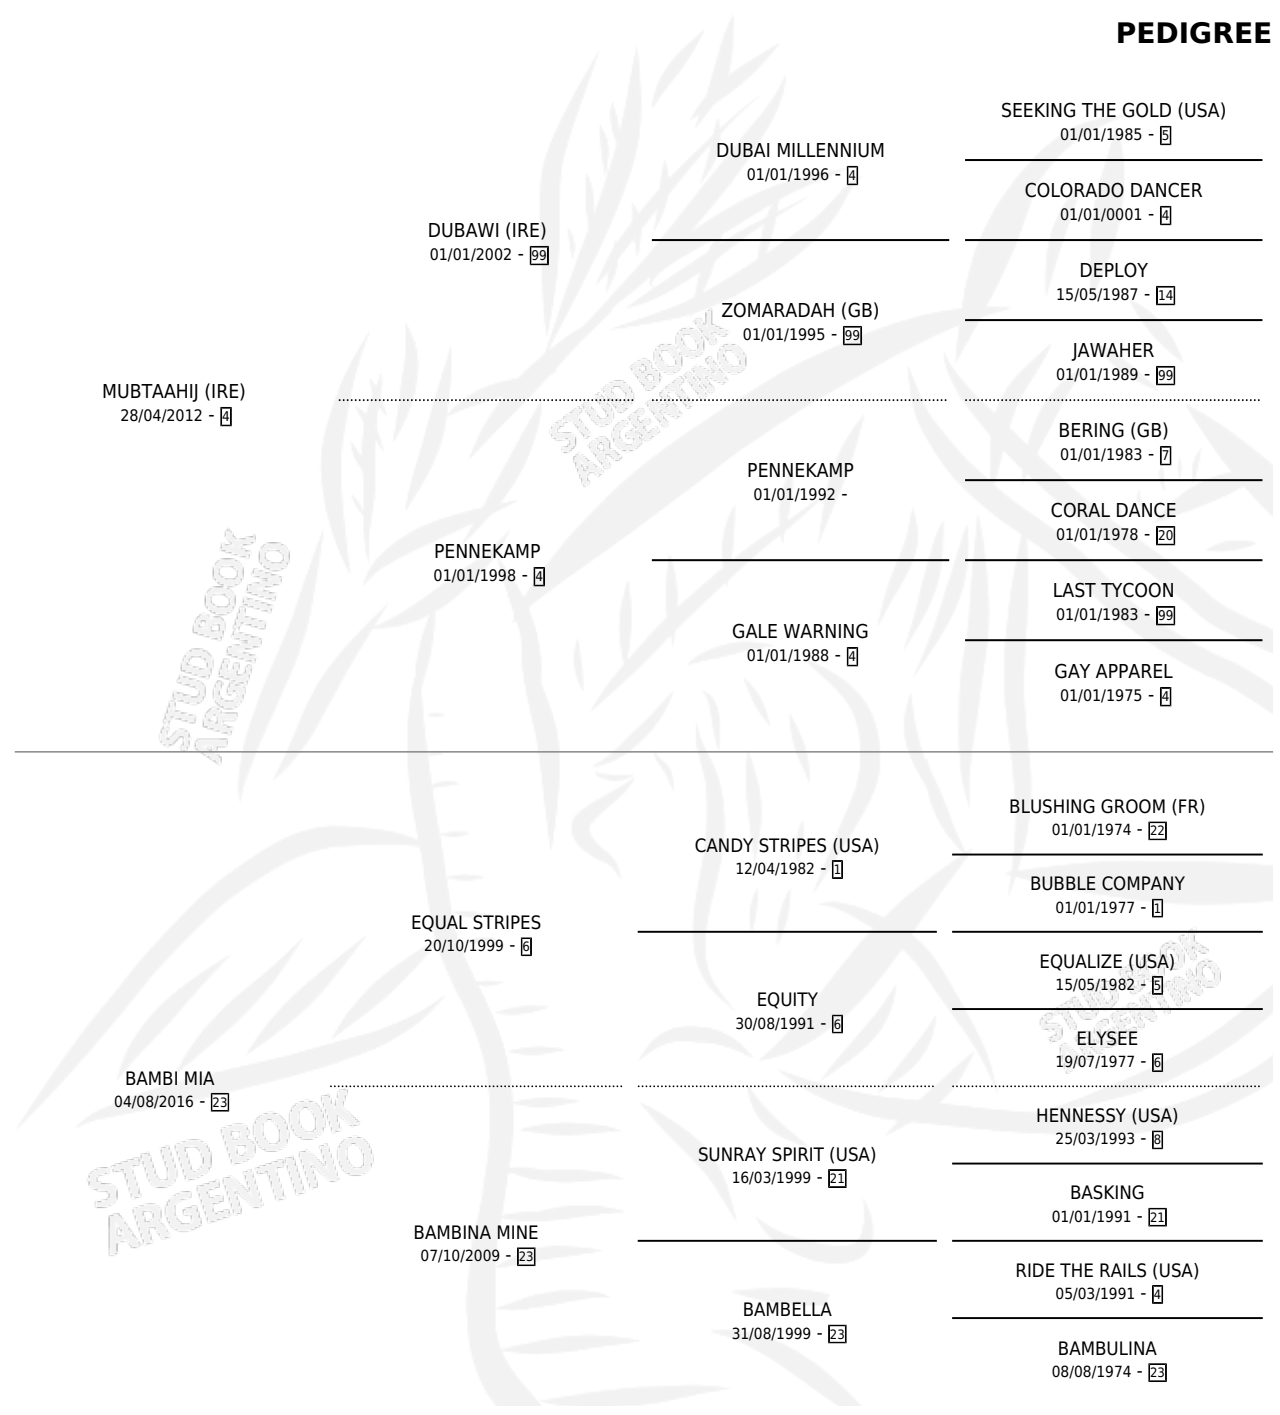 PEDIGREE
SEEKING THE GOLD (USA)
01/01/1985 - 5
DUBAI MILLENNIUM
01/01/1996 - 4
COLORADO DANCER
01/01/0001 - 4
DUBAWI (IRE)
01/01/2002 - 99
DEPLOY
15/05/1987 - 14
ZOMARADAH (GB)
01/01/1995 - 99
JAWAHER
01/01/1989 - 99
MUBTAAHIJ (IRE)
28/04/2012 - 4
BERING (GB)
01/01/1983 - 7
PENNEKAMP
01/01/1992 -
CORAL DANCE
01/01/1978 - 20
PENNEKAMP
01/01/1998 - 4
LAST TYCOON
01/01/1983 - 99
GALE WARNING
01/01/1988 - 4
GAY APPAREL
01/01/1975 - 4
BLUSHING GROOM (FR)
01/01/1974 - 22
CANDY STRIPES (USA)
12/04/1982 - 1
BUBBLE COMPANY
01/01/1977 - 1
EQUAL STRIPES
20/10/1999 - 6
EQUALIZE (USA)
15/05/1982 - 5
EQUITY
30/08/1991 - 6
ELYSEE
19/07/1977 - 6
BAMBI MIA
04/08/2016 - 23
HENNESSY (USA)
25/03/1993 - 8
SUNRAY SPIRIT (USA)
16/03/1999 - 21
BASKING
01/01/1991 - 21
BAMBINA MINE
07/10/2009 - 23
RIDE THE RAILS (USA)
05/03/1991 - 4
BAMBELLA
31/08/1999 - 23
BAMBULINA
08/08/1974 - 23
STUD BOOK
ARGENTINO
STUD BOOK
ARGENTINO
STUD BOOK
ARGENTINO
STUD BOOK
ARGENTINO